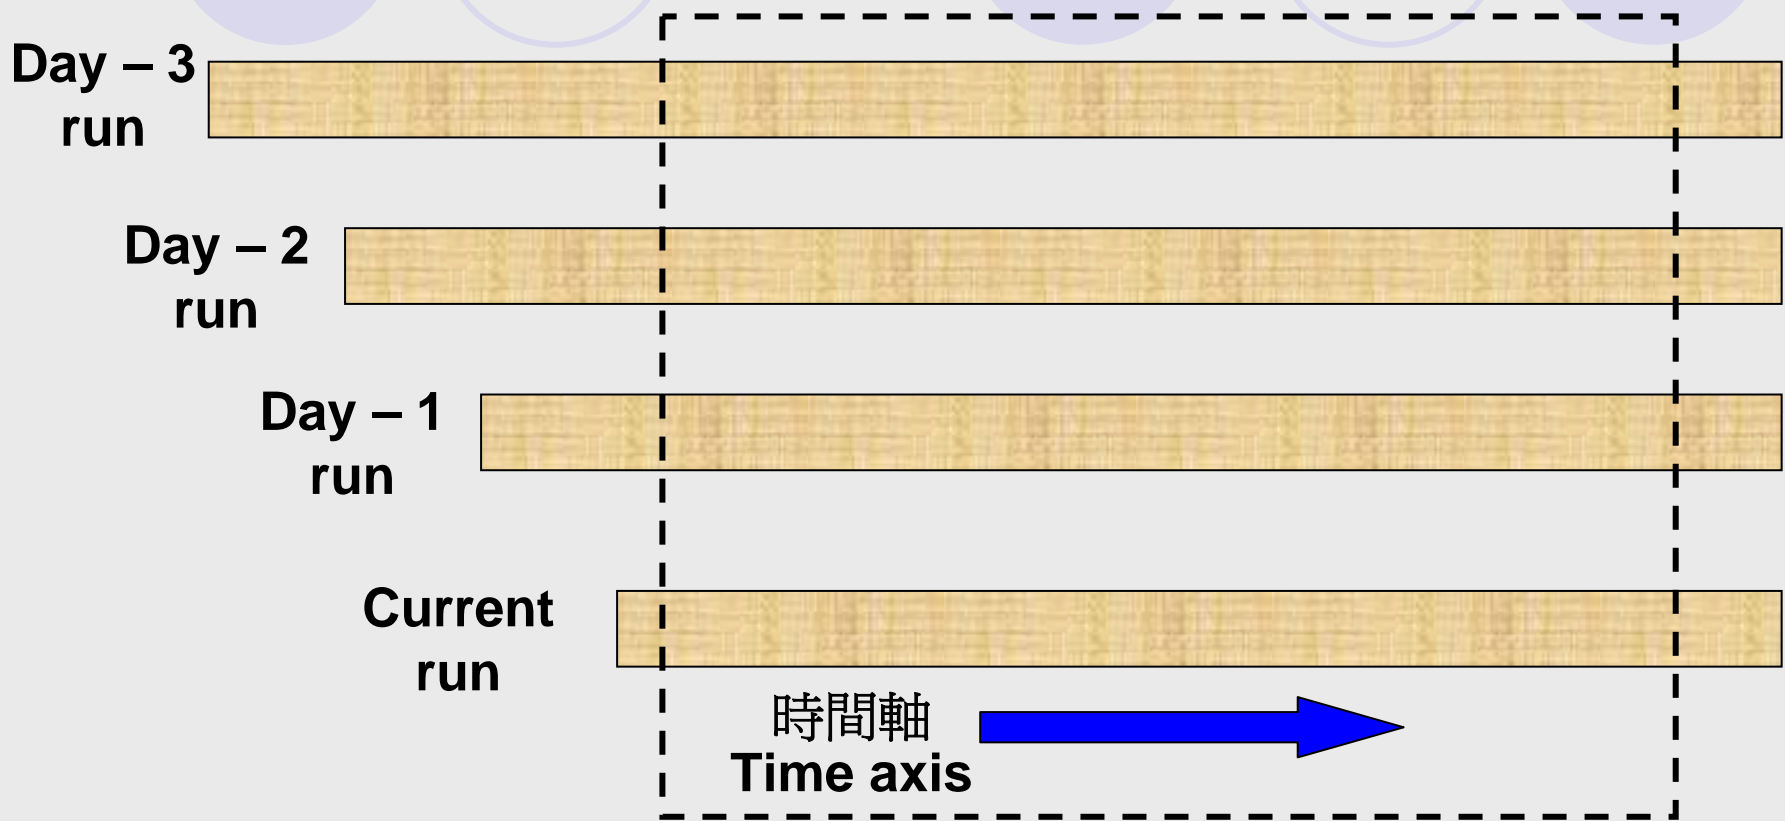 Day – 3
run
Day – 2
run
Day – 1
run
Current
run
時間軸
Time axis